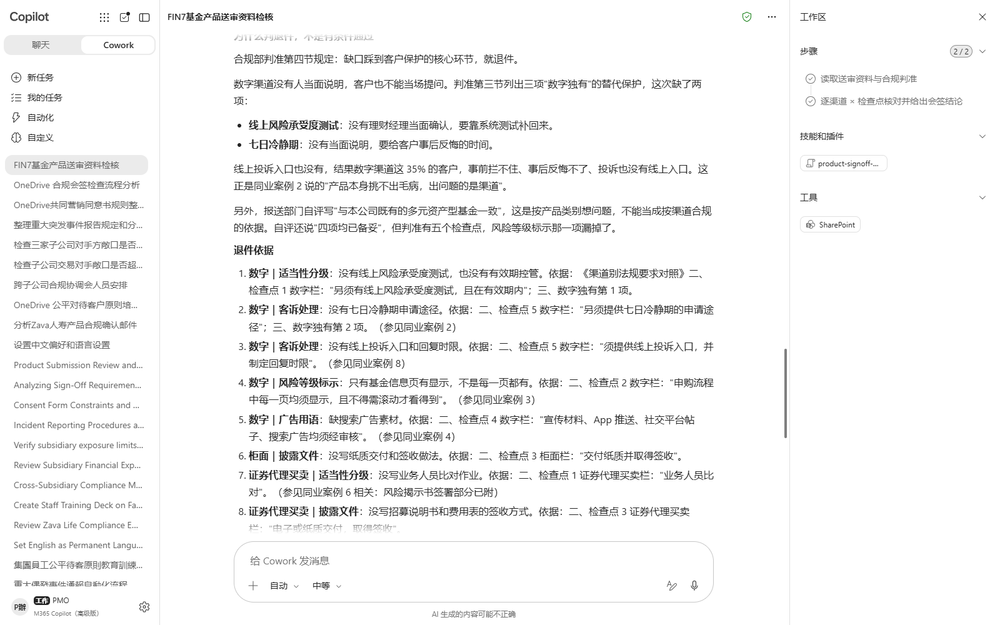 Copilot
聊天
Cowork
新任务
我的任务
自动化
自定义
FIN7基金产品送审资料检核
OneDrive 合规会签检查流程分析
OneDrive共同营销同意书规则整...
整理重大突发事件报告规定和分...
检查三家子公司对手方敞口是否...
检查子公司交易对手敞口是否超...
跨子公司合规协调会人员安排
OneDrive 公平对待客户原则培...
分析Zava人寿产品合规确认邮件
设置中文偏好和语言设置
Product Submission Review and...
Analyzing Sign-Off Requiremen...
Consent Form Constraints and ...
Incident Reporting Procedures a...
Verify subsidiary exposure limits...
Review Subsidiary Financial Exp...
Cross-Subsidiary Compliance M...
Create Staff Training Deck on Fa...
Review Zava Life Compliance E...
Set English as Permanent Langu...
集團員工公平待客原則教育訓練...
重大偶發事件通報自動化流程
P辦
工作 PMO
M365 Copilot（高级版）
FIN7基金产品送审资料检核
为什么判退件，不是有条件通过
合规部判准第四节规定：缺口踩到客户保护的核心环节，就退件。
数字渠道没有人当面说明，客户也不能当场提问。判准第三节列出三项"数字独有"的替代保护，这次缺了两
项：
• 线上风险承受度测试：没有理财经理当面确认，要靠系统测试补回来。
• 七日冷静期：没有当面说明，要给客户事后反悔的时间。
线上投诉入口也没有，结果数字渠道这 35% 的客户，事前拦不住、事后反悔不了、投诉也没有线上入口。这
正是同业案例 2 说的"产品本身挑不出毛病，出问题的是渠道"。
另外，报送部门自评写"与本公司既有的多元资产型基金一致"，这是按产品类别想问题，不能当成按渠道合规
的依据。自评还说"四项均已备妥"，但判准有五个检查点，风险等级标示那一项漏掉了。
退件依据
1. 数字 | 适当性分级：没有线上风险承受度测试，也没有有效期控管。依据：《渠道别法规要求对照》二、
检查点 1 数字栏："另须有线上风险承受度测试，且在有效期内"；三、数字独有第 1 项。
2. 数字 | 客诉处理：没有七日冷静期申请途径。依据：二、检查点 5 数字栏："另须提供七日冷静期的申请途
径"；三、数字独有第 2 项。（参见同业案例 2）
3. 数字 | 客诉处理：没有线上投诉入口和回复时限。依据：二、检查点 5 数字栏："须提供线上投诉入口，并
制定回复时限"。（参见同业案例 8）
4. 数字 | 风险等级标示：只有基金信息页有显示，不是每一页都有。依据：二、检查点 2 数字栏："申购流程
中每一页均须显示，且不得需滚动才看得到"。（参见同业案例 3）
5. 数字 | 广告用语：缺搜索广告素材。依据：二、检查点 4 数字栏："宣传材料、App 推送、社交平台帖
子、搜索广告均须经审核"。（参见同业案例 4）
6. 柜面 | 披露文件：没写纸质交付和签收做法。依据：二、检查点 3 柜面栏："交付纸质并取得签收"。
7. 证券代理买卖 | 适当性分级：没写业务人员比对作业。依据：二、检查点 1 证券代理买卖栏："业务人员比
对"。（参见同业案例 6 相关：风险揭示书签署部分已附）
8. 证券代理买卖 | 披露文件：没写招募说明书和费用表的签收方式。依据：二、检查点 3 证券代理买卖
栏："电子或纸质交付，取得签收"。
给 Cowork 发消息
自动
中等
AI 生成的内容可能不正确
工作区
步骤
2 / 2
读取送审资料与合规判准
逐渠道 × 检查点核对并给出会签结论
技能和插件
product-signoff-...
工具
SharePoint